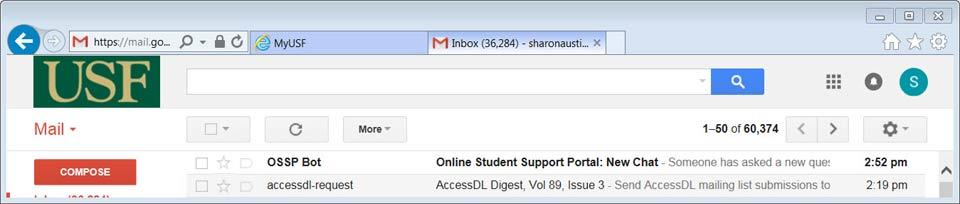 https://mail.go...
MyUSF
Inbox (36,284) - sharonausti...
USF
S
Mail
More
1–50 of 60,374
COMPOSE
OSSP Bot
Online Student Support Portal: New Chat - Someone has asked a new ques
2:52 pm
accessdl-request
AccessDL Digest, Vol 89, Issue 3 - Send AccessDL mailing list submissions to
2:19 pm